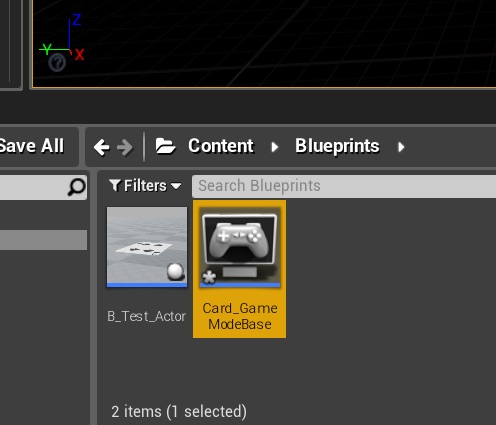 Z
Y
X
Save All
Content
Blueprints
Filters
Search Blueprints
B_Test_Actor
Card_Game
ModeBase
2 items (1 selected)